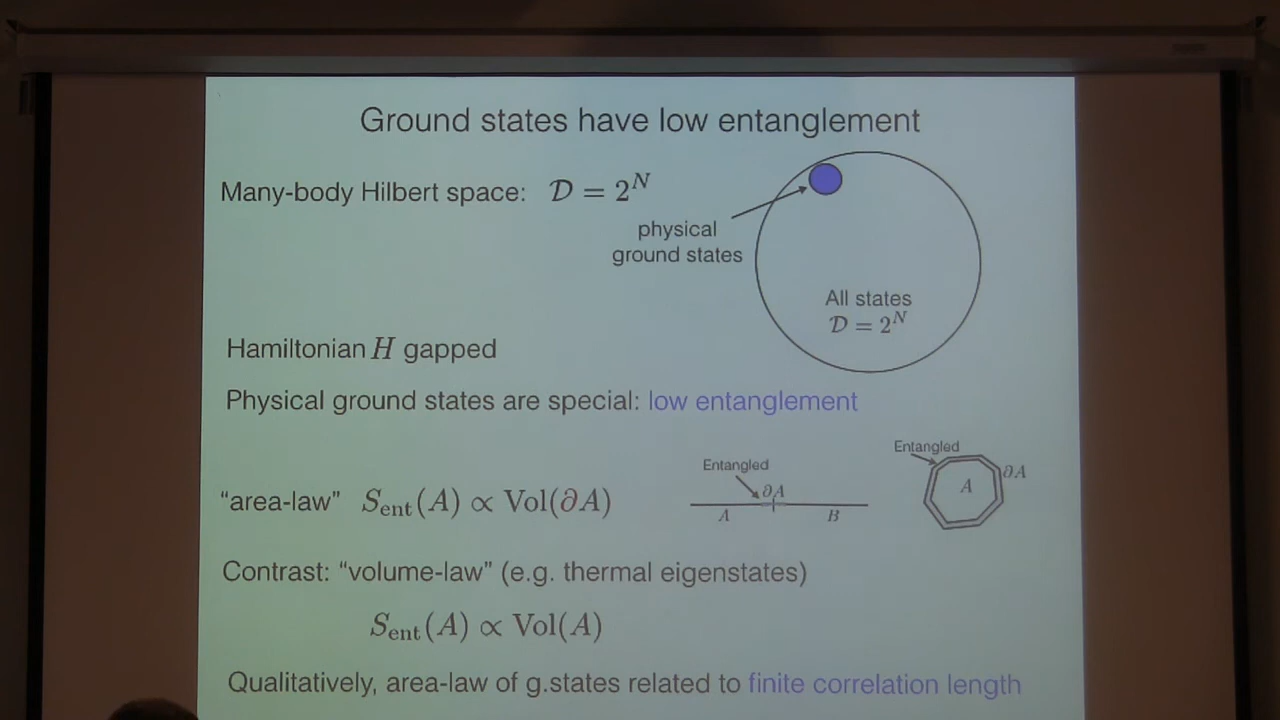 Ground states have low entanglement
Many-body Hilbert space: 𝒟 = 2^N
physical
ground states
All states
𝒟 = 2^N
Hamiltonian H gapped
Physical ground states are special: low entanglement
Entangled
∂A
A
B
Entangled
∂A
A
“area-law” S_ent(A) ∝ Vol(∂A)
Contrast: “volume-law” (e.g. thermal eigenstates)
S_ent(A) ∝ Vol(A)
Qualitatively, area-law of g.states related to finite correlation length